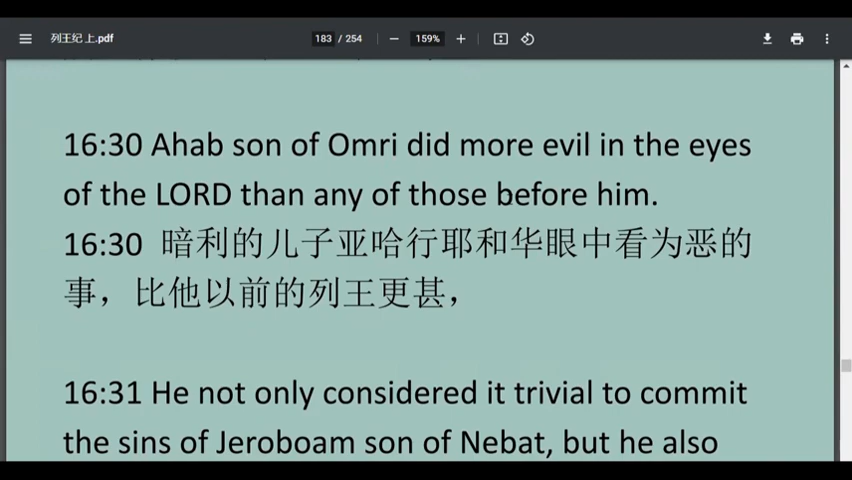 列王纪 上.pdf
183 / 254
159%
16:30 Ahab son of Omri did more evil in the eyes
of the LORD than any of those before him.
16:30 暗利的儿子亚哈行耶和华眼中看为恶的
事，比他以前的列王更甚，
16:31 He not only considered it trivial to commit
the sins of Jeroboam son of Nebat, but he also